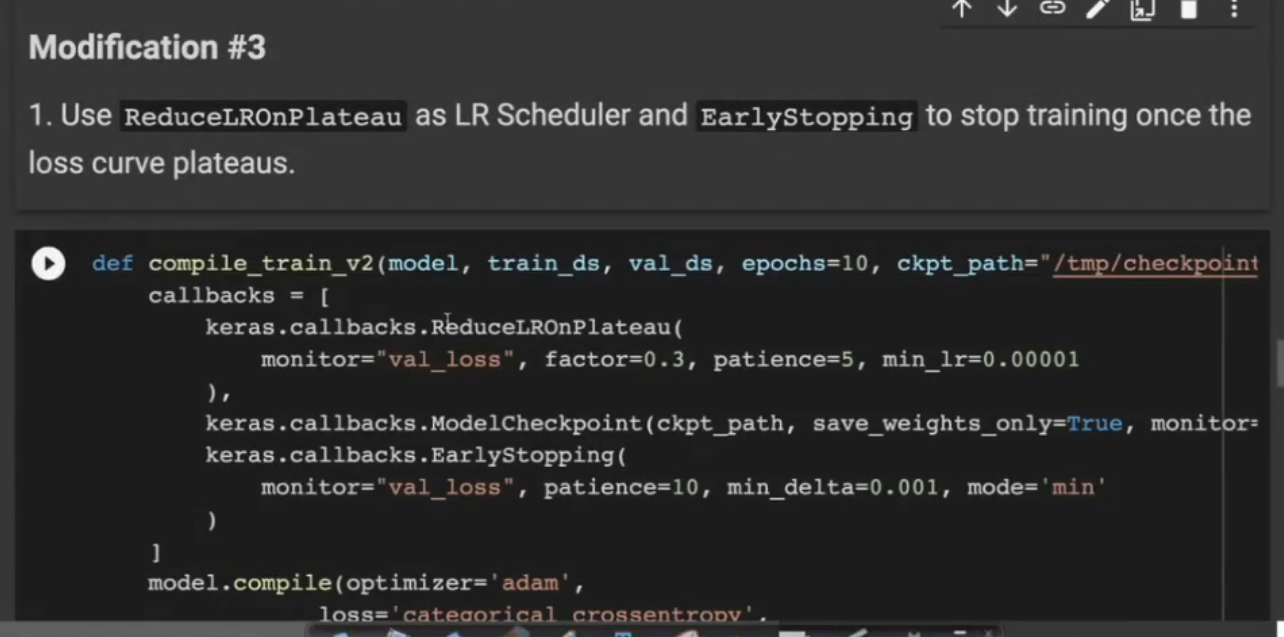 Modification #3
1. Use ReduceLROnPlateau as LR Scheduler and EarlyStopping to stop training once the
loss curve plateaus.
def compile_train_v2(model, train_ds, val_ds, epochs=10, ckpt_path="/tmp/checkpoint
callbacks = [
keras.callbacks.ReduceLROnPlateau(
monitor="val_loss", factor=0.3, patience=5, min_lr=0.00001
),
keras.callbacks.ModelCheckpoint(ckpt_path, save_weights_only=True, monitor=
keras.callbacks.EarlyStopping(
monitor="val_loss", patience=10, min_delta=0.001, mode='min'
)
]
model.compile(optimizer='adam',
loss='categorical_crossentropy',